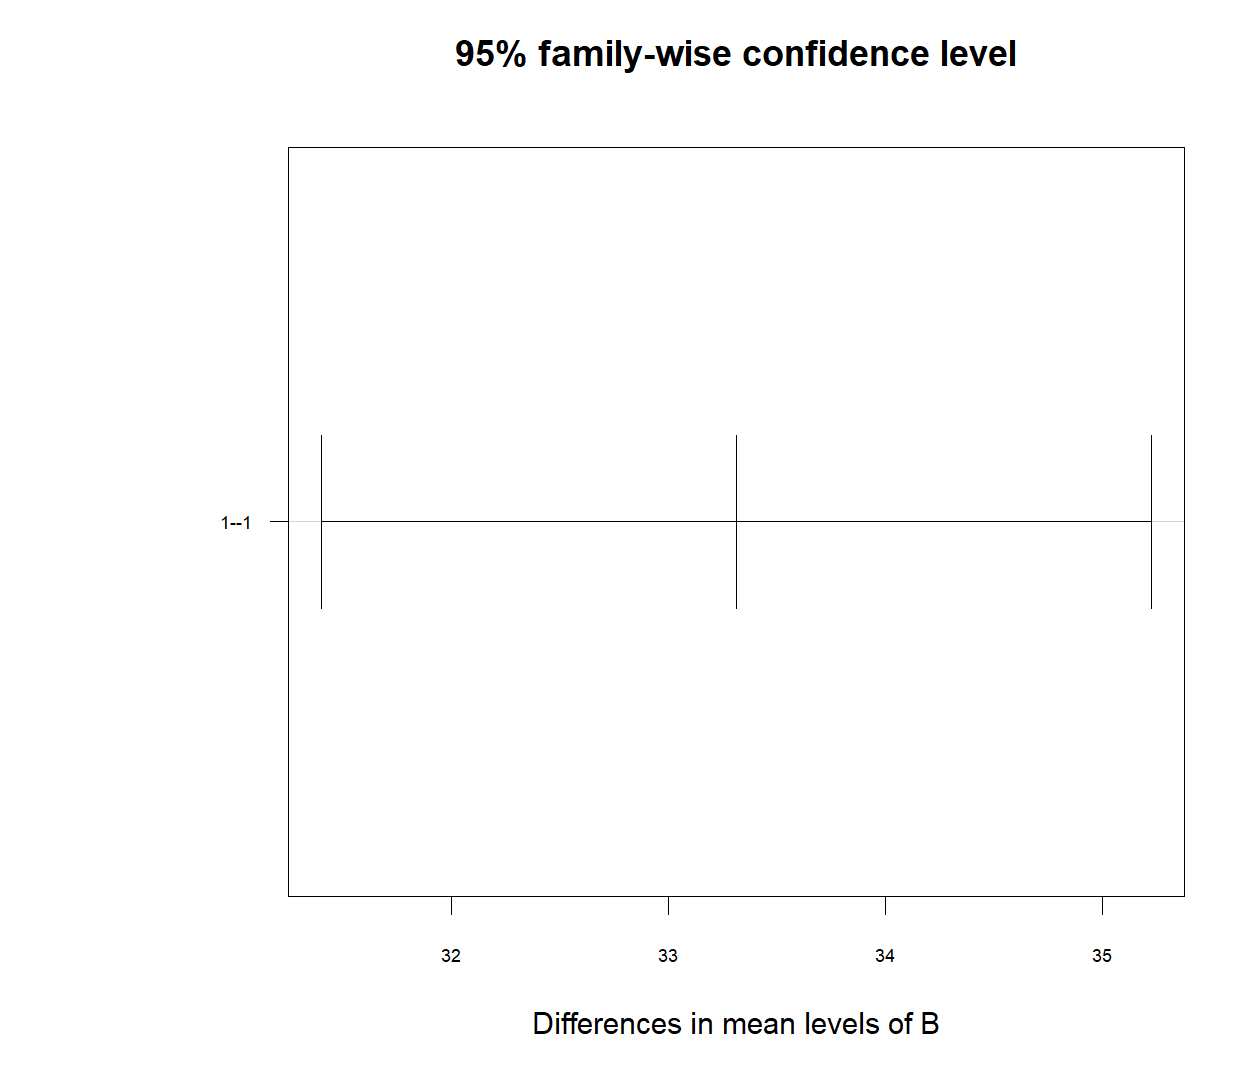 95% family-wise confidence level
1--1
32 33 34 35
Differences in mean levels of B